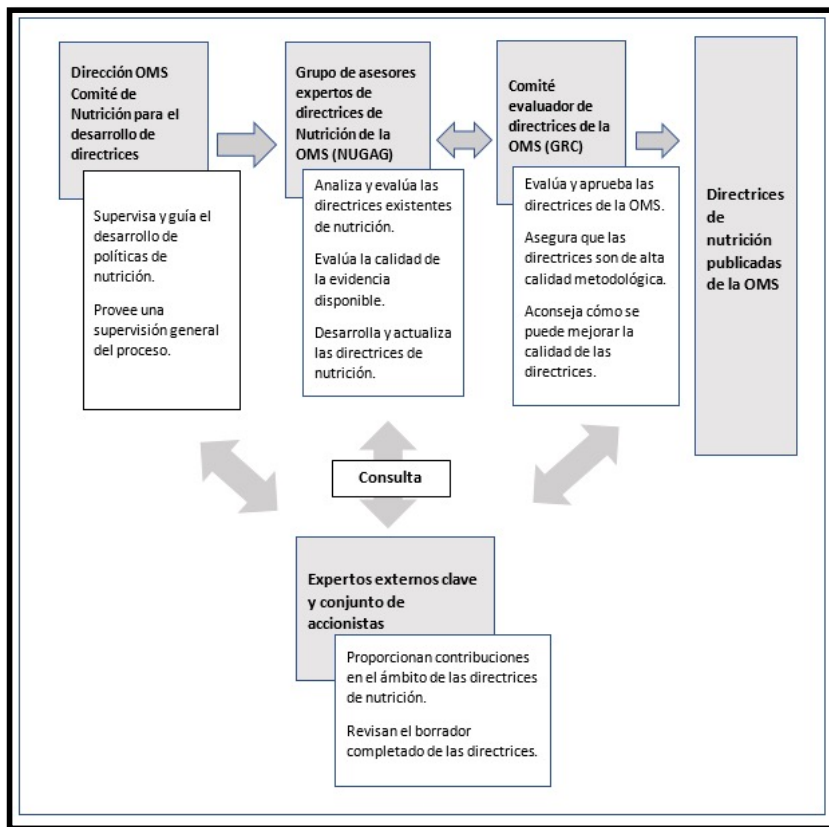 Dirección OMS
Comité de
Nutrición para el
desarrollo de
directrices
Supervisa y guía el
desarrollo de
políticas de
nutrición.
Provee una
supervisión general
del proceso.
Grupo de asesores
expertos de
directrices de
Nutrición de la
OMS (NUGAG)
Analiza y evalúa las
directrices existentes
de nutrición.
Evalúa la calidad de
la evidencia
disponible.
Desarrolla y actualiza
las directrices de
nutrición.
Comité
evaluador de
directrices de la
OMS (GRC)
Evalúa y aprueba las
directrices de la OMS.
Asegura que las
directrices son de alta
calidad metodológica.
Aconseja cómo se
puede mejorar la
calidad de las
directrices.
Directrices
de
nutrición
publicadas
de la OMS
Consulta
Expertos externos clave
y conjunto de
accionistas
Proporcionan contribuciones
en el ámbito de las directrices
de nutrición.
Revisan el borrador
completado de las directrices.